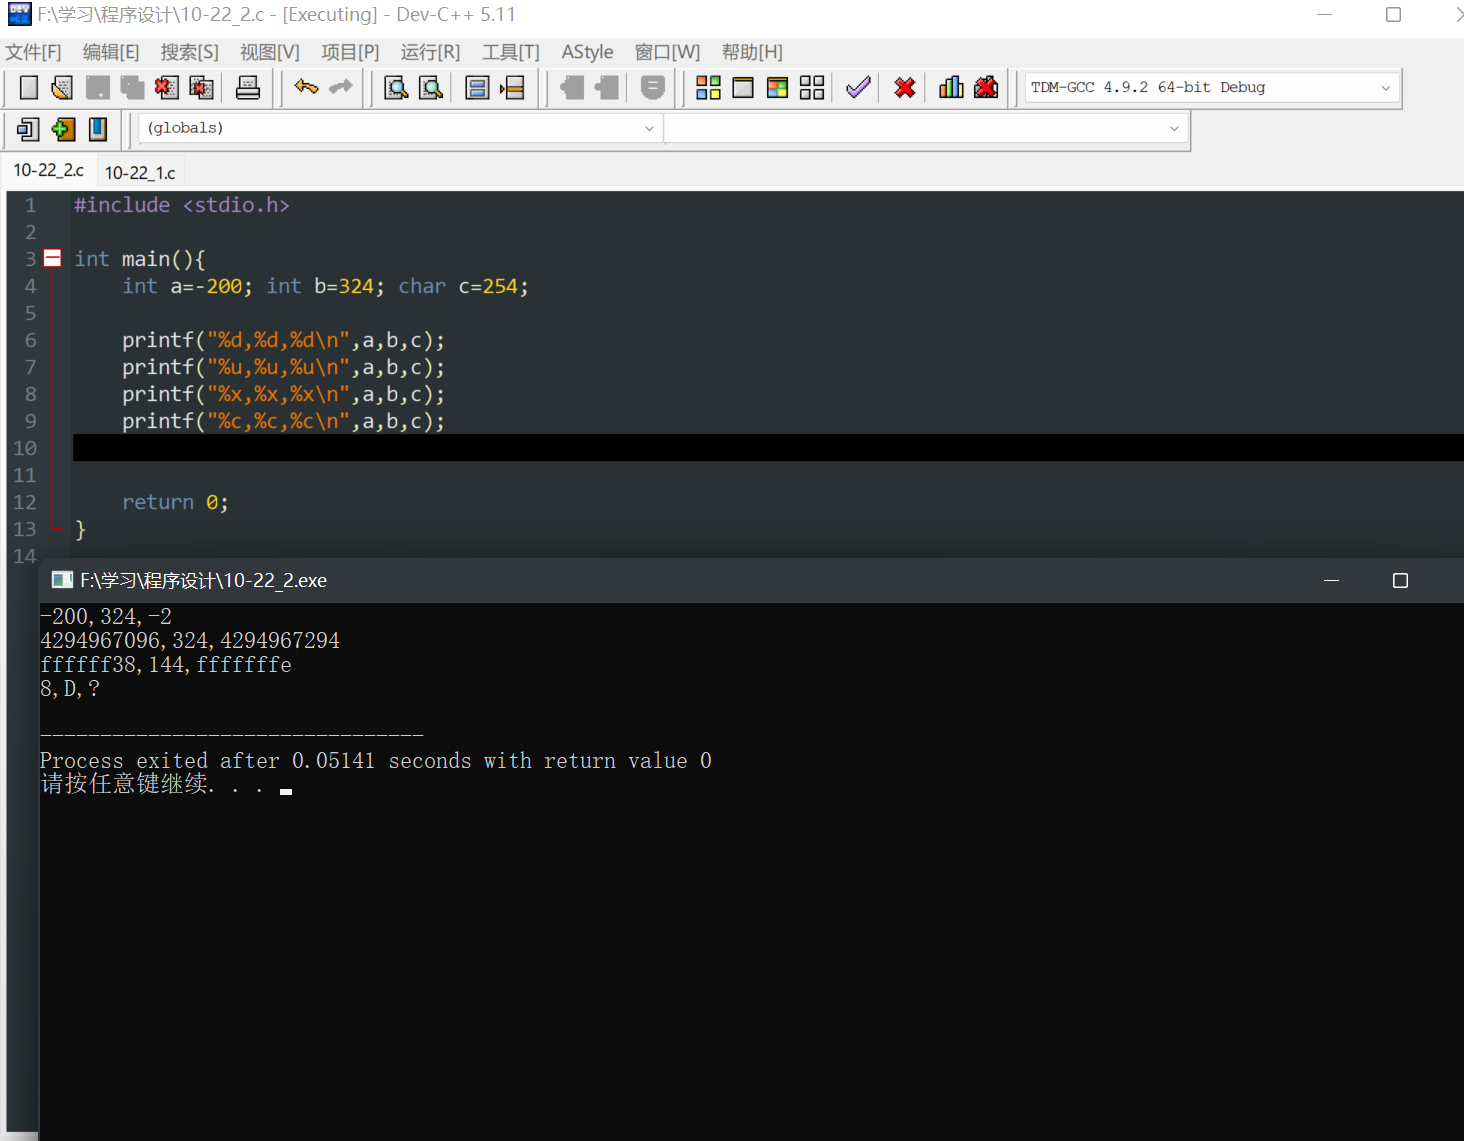 F:\学习\程序设计\10-22_2.c - [Executing] - Dev-C++ 5.11
文件[F] 编辑[E] 搜索[S] 视图[V] 项目[P] 运行[R] 工具[T] AStyle 窗口[W] 帮助[H]
TDM-GCC 4.9.2 64-bit Debug
(globals)
10-22_2.c 10-22_1.c
1 #include <stdio.h>
2
3 int main(){
4 int a=-200; int b=324; char c=254;
5
6 printf("%d,%d,%d\n",a,b,c);
7 printf("%u,%u,%u\n",a,b,c);
8 printf("%x,%x,%x\n",a,b,c);
9 printf("%c,%c,%c\n",a,b,c);
10
11
12 return 0;
13 }
14
F:\学习\程序设计\10-22_2.exe
-200,324,-2
4294967096,324,4294967294
ffffff38,144,fffffffe
8,D,?
--------------------------------
Process exited after 0.05141 seconds with return value 0
请按任意键继续. . .